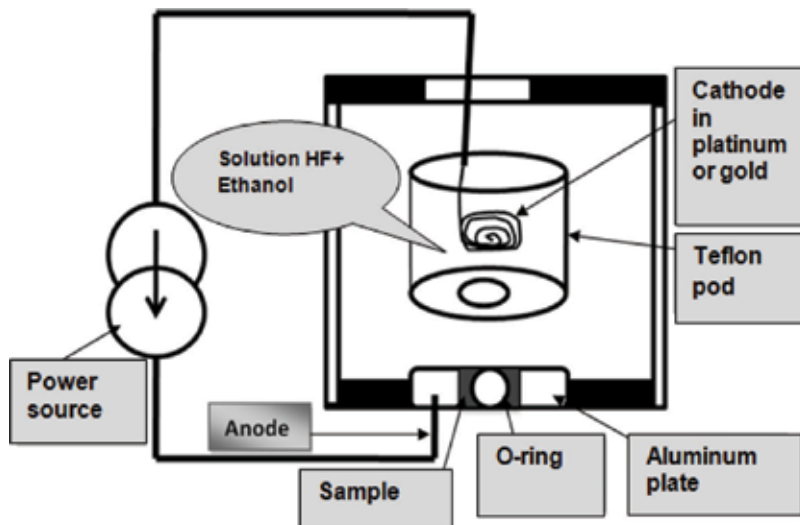 Solution HF+
Ethanol
Cathode
in
platinum
or gold
Teflon
pod
Power
source
Anode
Sample
O-ring
Aluminum
plate